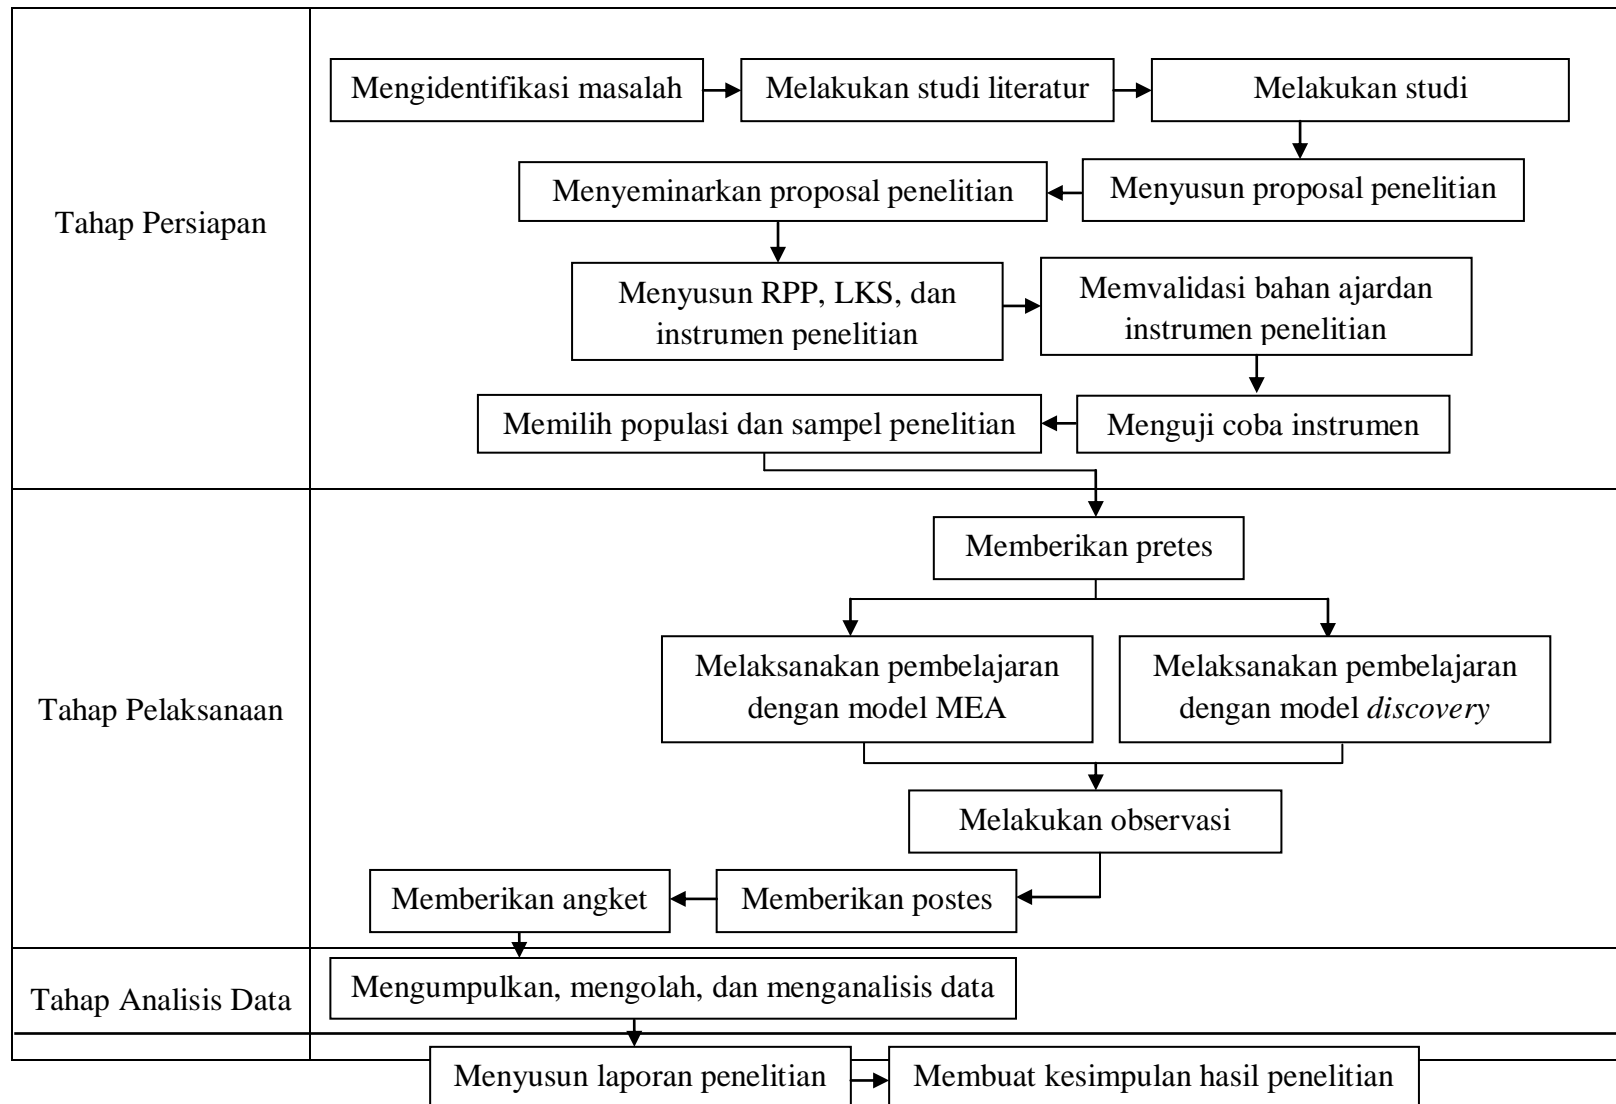 Tahap Persiapan
Mengidentifikasi masalah
Melakukan studi literatur
Melakukan studi
Menyusun proposal penelitian
Menyeminarkan proposal penelitian
Menyusun RPP, LKS, dan
instrumen penelitian
Memvalidasi bahan ajardan
instrumen penelitian
Menguji coba instrumen
Memilih populasi dan sampel penelitian
Tahap Pelaksanaan
Memberikan pretes
Melaksanakan pembelajaran
dengan model MEA
Melaksanakan pembelajaran
dengan model discovery
Melakukan observasi
Memberikan postes
Memberikan angket
Tahap Analisis Data
Mengumpulkan, mengolah, dan menganalisis data
Menyusun laporan penelitian
Membuat kesimpulan hasil penelitian